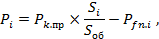 Pi = Pк.пр × Si / Sоб − Pfn.i ,